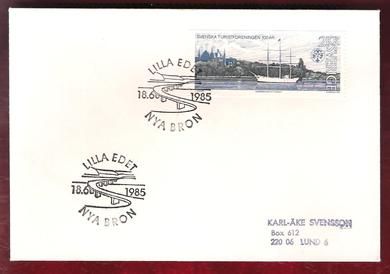 SVENSKA TURISTFÖRENINGEN 100 ÅR
SVERIGE
LILLA EDET
18.6 1985
NYA BRON
LILLA EDET
18.6 1985
NYA BRON
KARL-ÅKE SVENSSON
Box 612
220 06 LUND 6